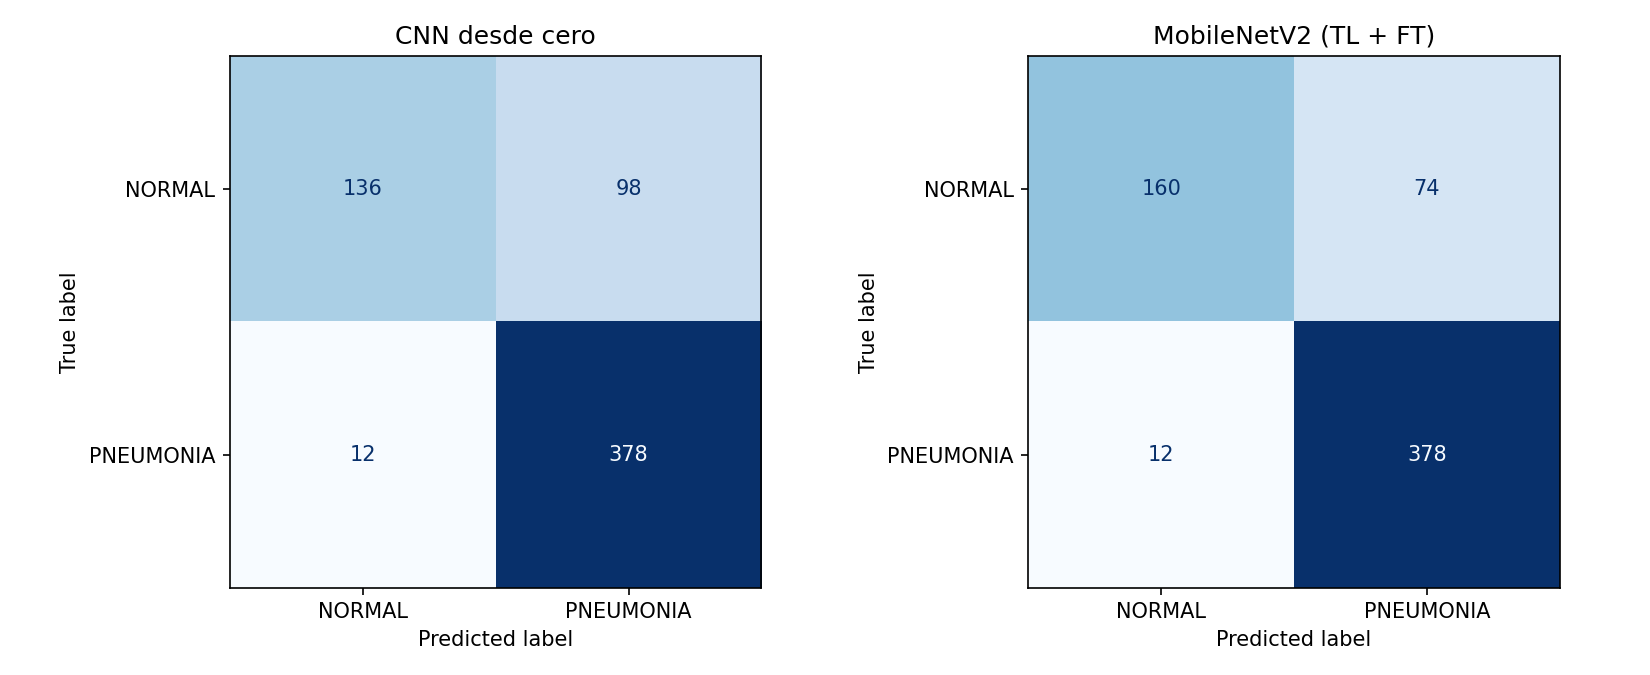 CNN desde cero
NORMAL
136
98
PNEUMONIA
12
378
True label
NORMAL
PNEUMONIA
Predicted label
MobileNetV2 (TL + FT)
NORMAL
160
74
PNEUMONIA
12
378
True label
NORMAL
PNEUMONIA
Predicted label